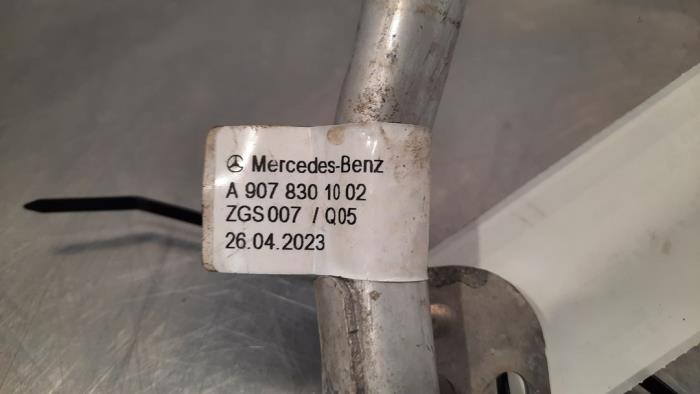 Mercedes-Benz
A 907 830 10 02
ZGS 007 / Q05
26.04.2023